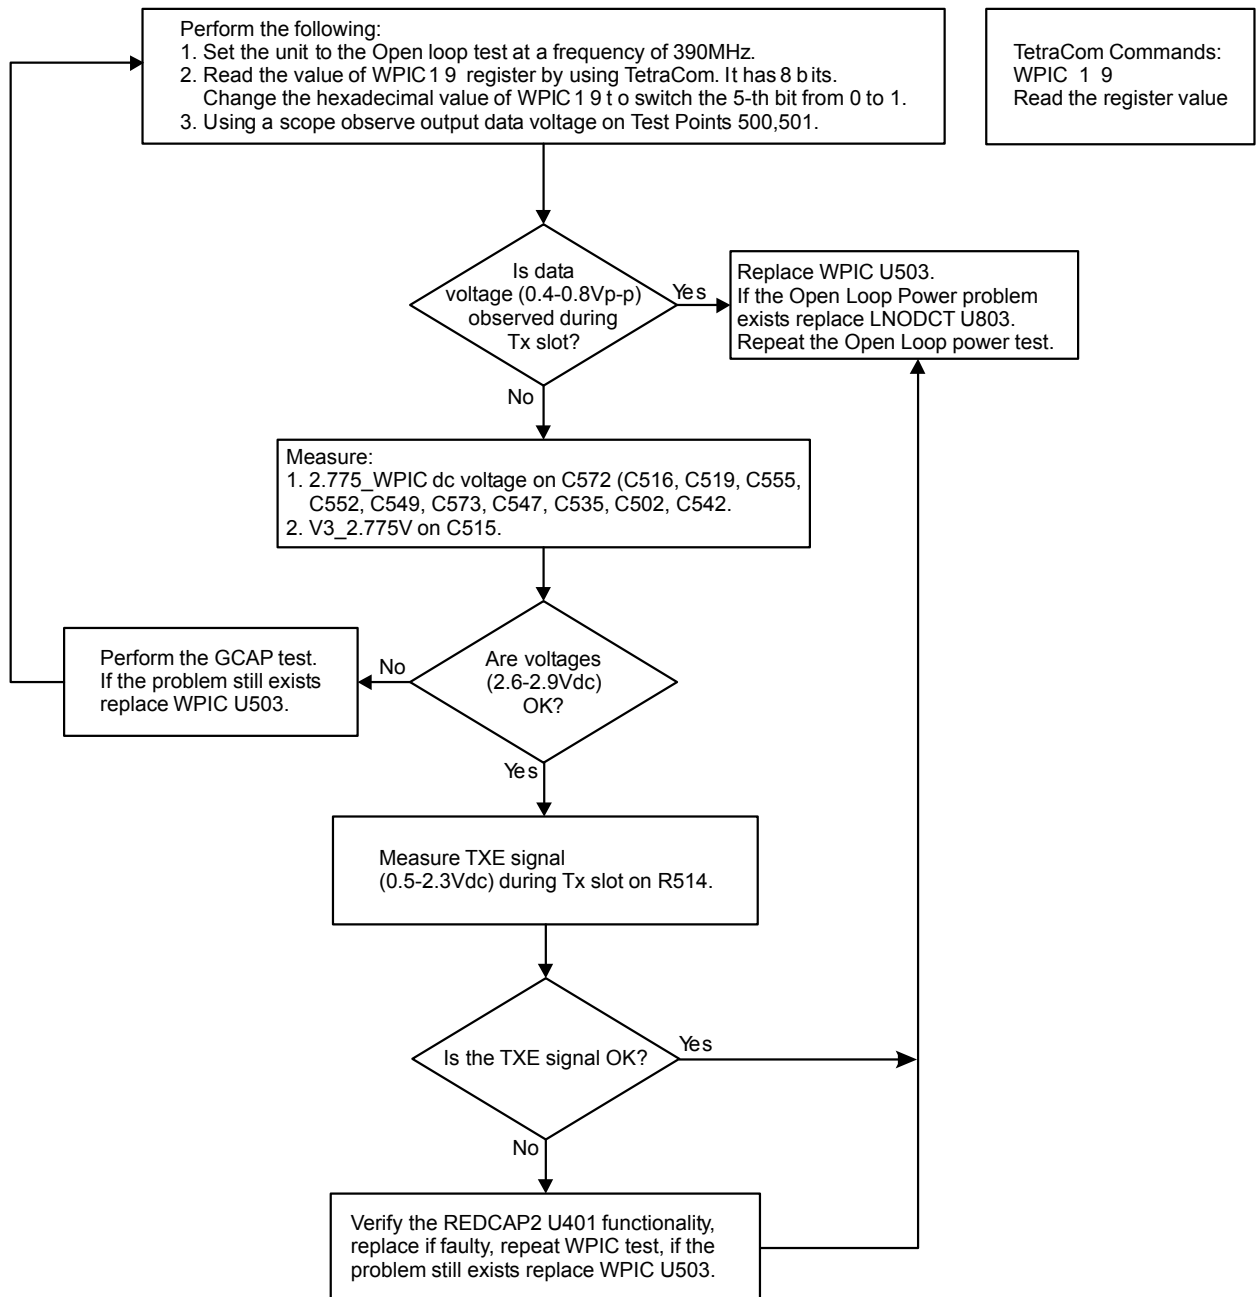 Perform the following:
1. Set the unit to the Open loop test at a frequency of 390MHz.
2. Read the value of WPIC 1 9 register by using TetraCom. It has 8 bits.
Change the hexadecimal value of WPIC 1 9 t o switch the 5-th bit from 0 to 1.
3. Using a scope observe output data voltage on Test Points 500,501.
TetraCom Commands:
WPIC 1 9
Read the register value
Is data
voltage (0.4-0.8Vp-p)
observed during
Tx slot?
Yes
No
Replace WPIC U503.
If the Open Loop Power problem
exists replace LNODCT U803.
Repeat the Open Loop power test.
Measure:
1. 2.775_WPIC dc voltage on C572 (C516, C519, C555,
C552, C549, C573, C547, C535, C502, C542.
2. V3_2.775V on C515.
Perform the GCAP test.
If the problem still exists
replace WPIC U503.
No
Are voltages
(2.6-2.9Vdc)
OK?
Yes
Measure TXE signal
(0.5-2.3Vdc) during Tx slot on R514.
Is the TXE signal OK?
Yes
No
Verify the REDCAP2 U401 functionality,
replace if faulty, repeat WPIC test, if the
problem still exists replace WPIC U503.